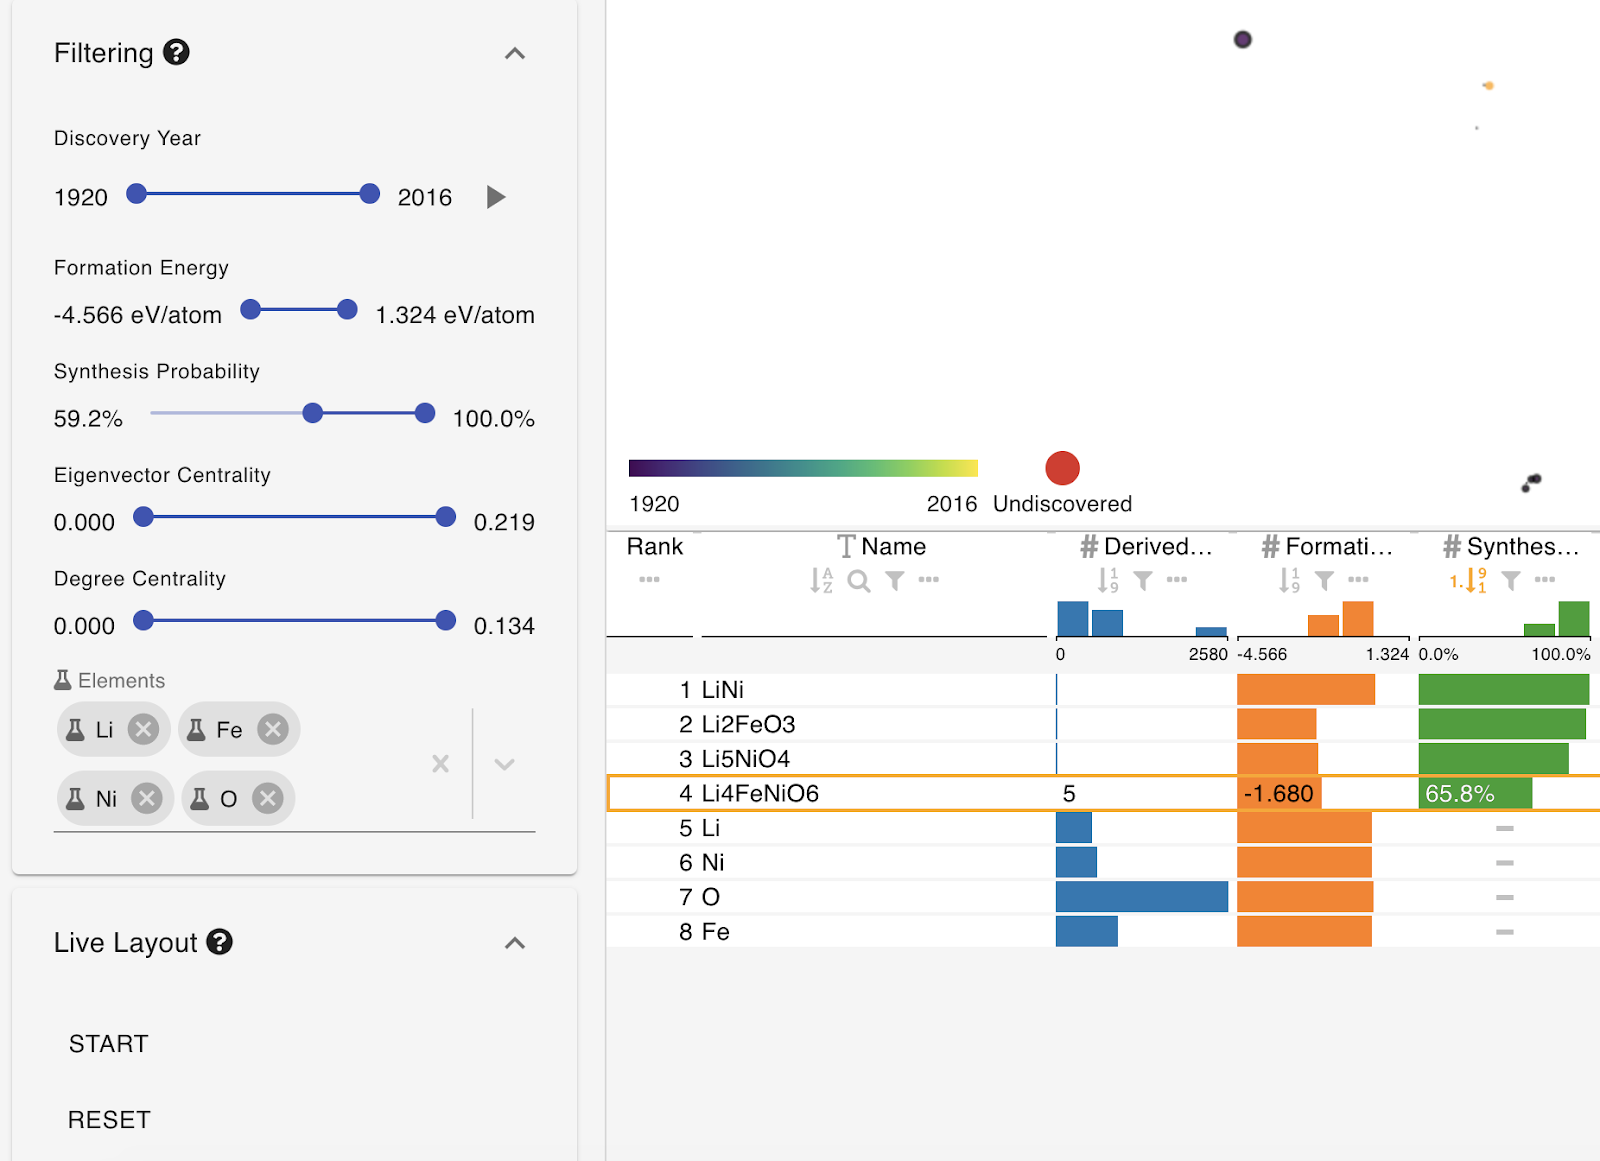 Filtering
Discovery Year
1920 2016
Formation Energy
-4.566 eV/atom 1.324 eV/atom
Synthesis Probability
59.2% 100.0%
Eigenvector Centrality
0.000 0.219
Degree Centrality
0.000 0.134
Elements
Li Fe
Ni O
Live Layout
START
RESET
1920 2016 Undiscovered
Rank Name # Derived... # Formati... # Synthes...
0 2580 -4.566 1.324 0.0% 100.0%
1 LiNi
2 Li2FeO3
3 Li5NiO4
4 Li4FeNiO6 5 -1.680 65.8%
5 Li
6 Ni
7 O
8 Fe